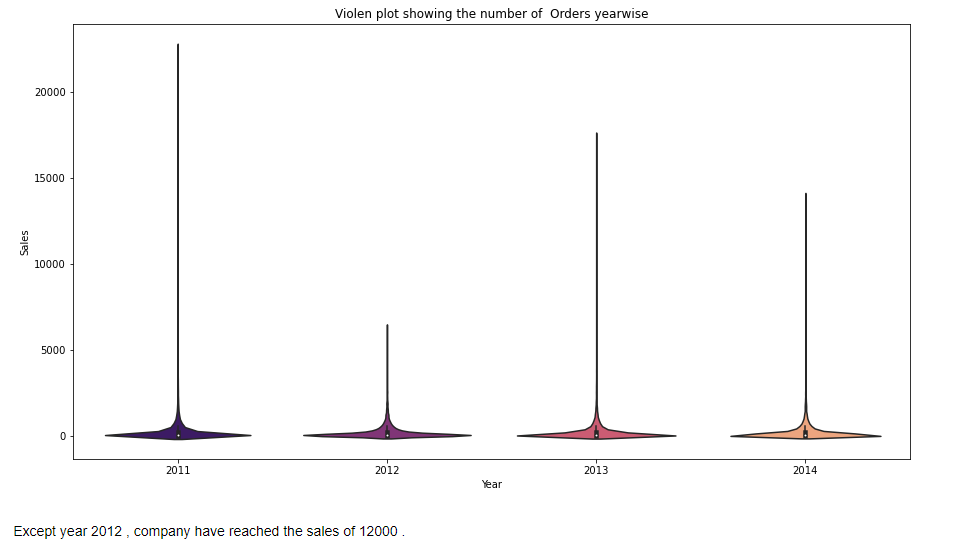 Violen plot showing the number of  Orders yearwise
20000
15000
10000
5000
0
Sales
2011 2012 2013 2014
Year
Except year 2012 , company have reached the sales of 12000 .